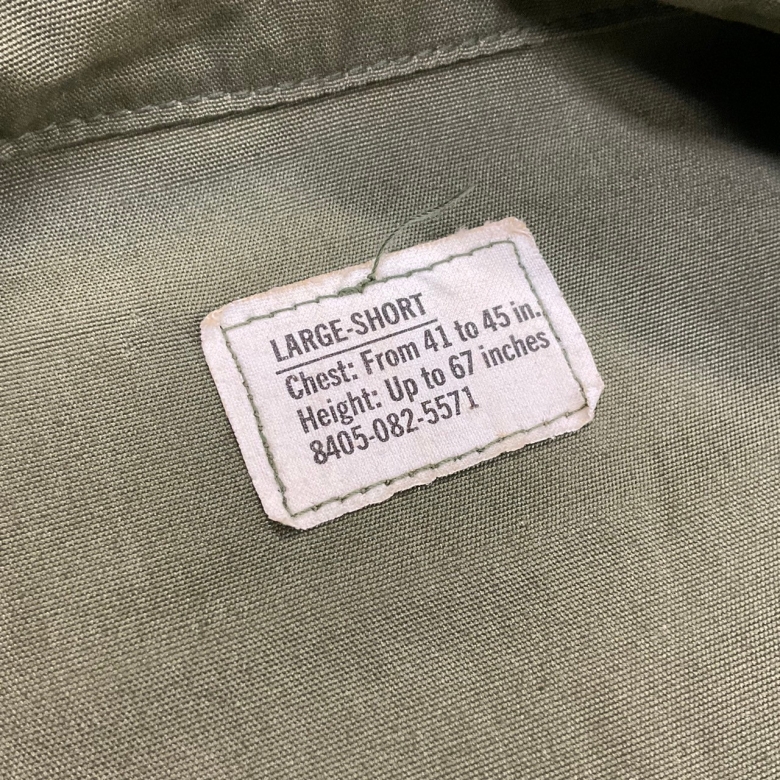 LARGE-SHORT
Chest: From 41 to 45 in.
Height: Up to 67 inches
8405-082-5571